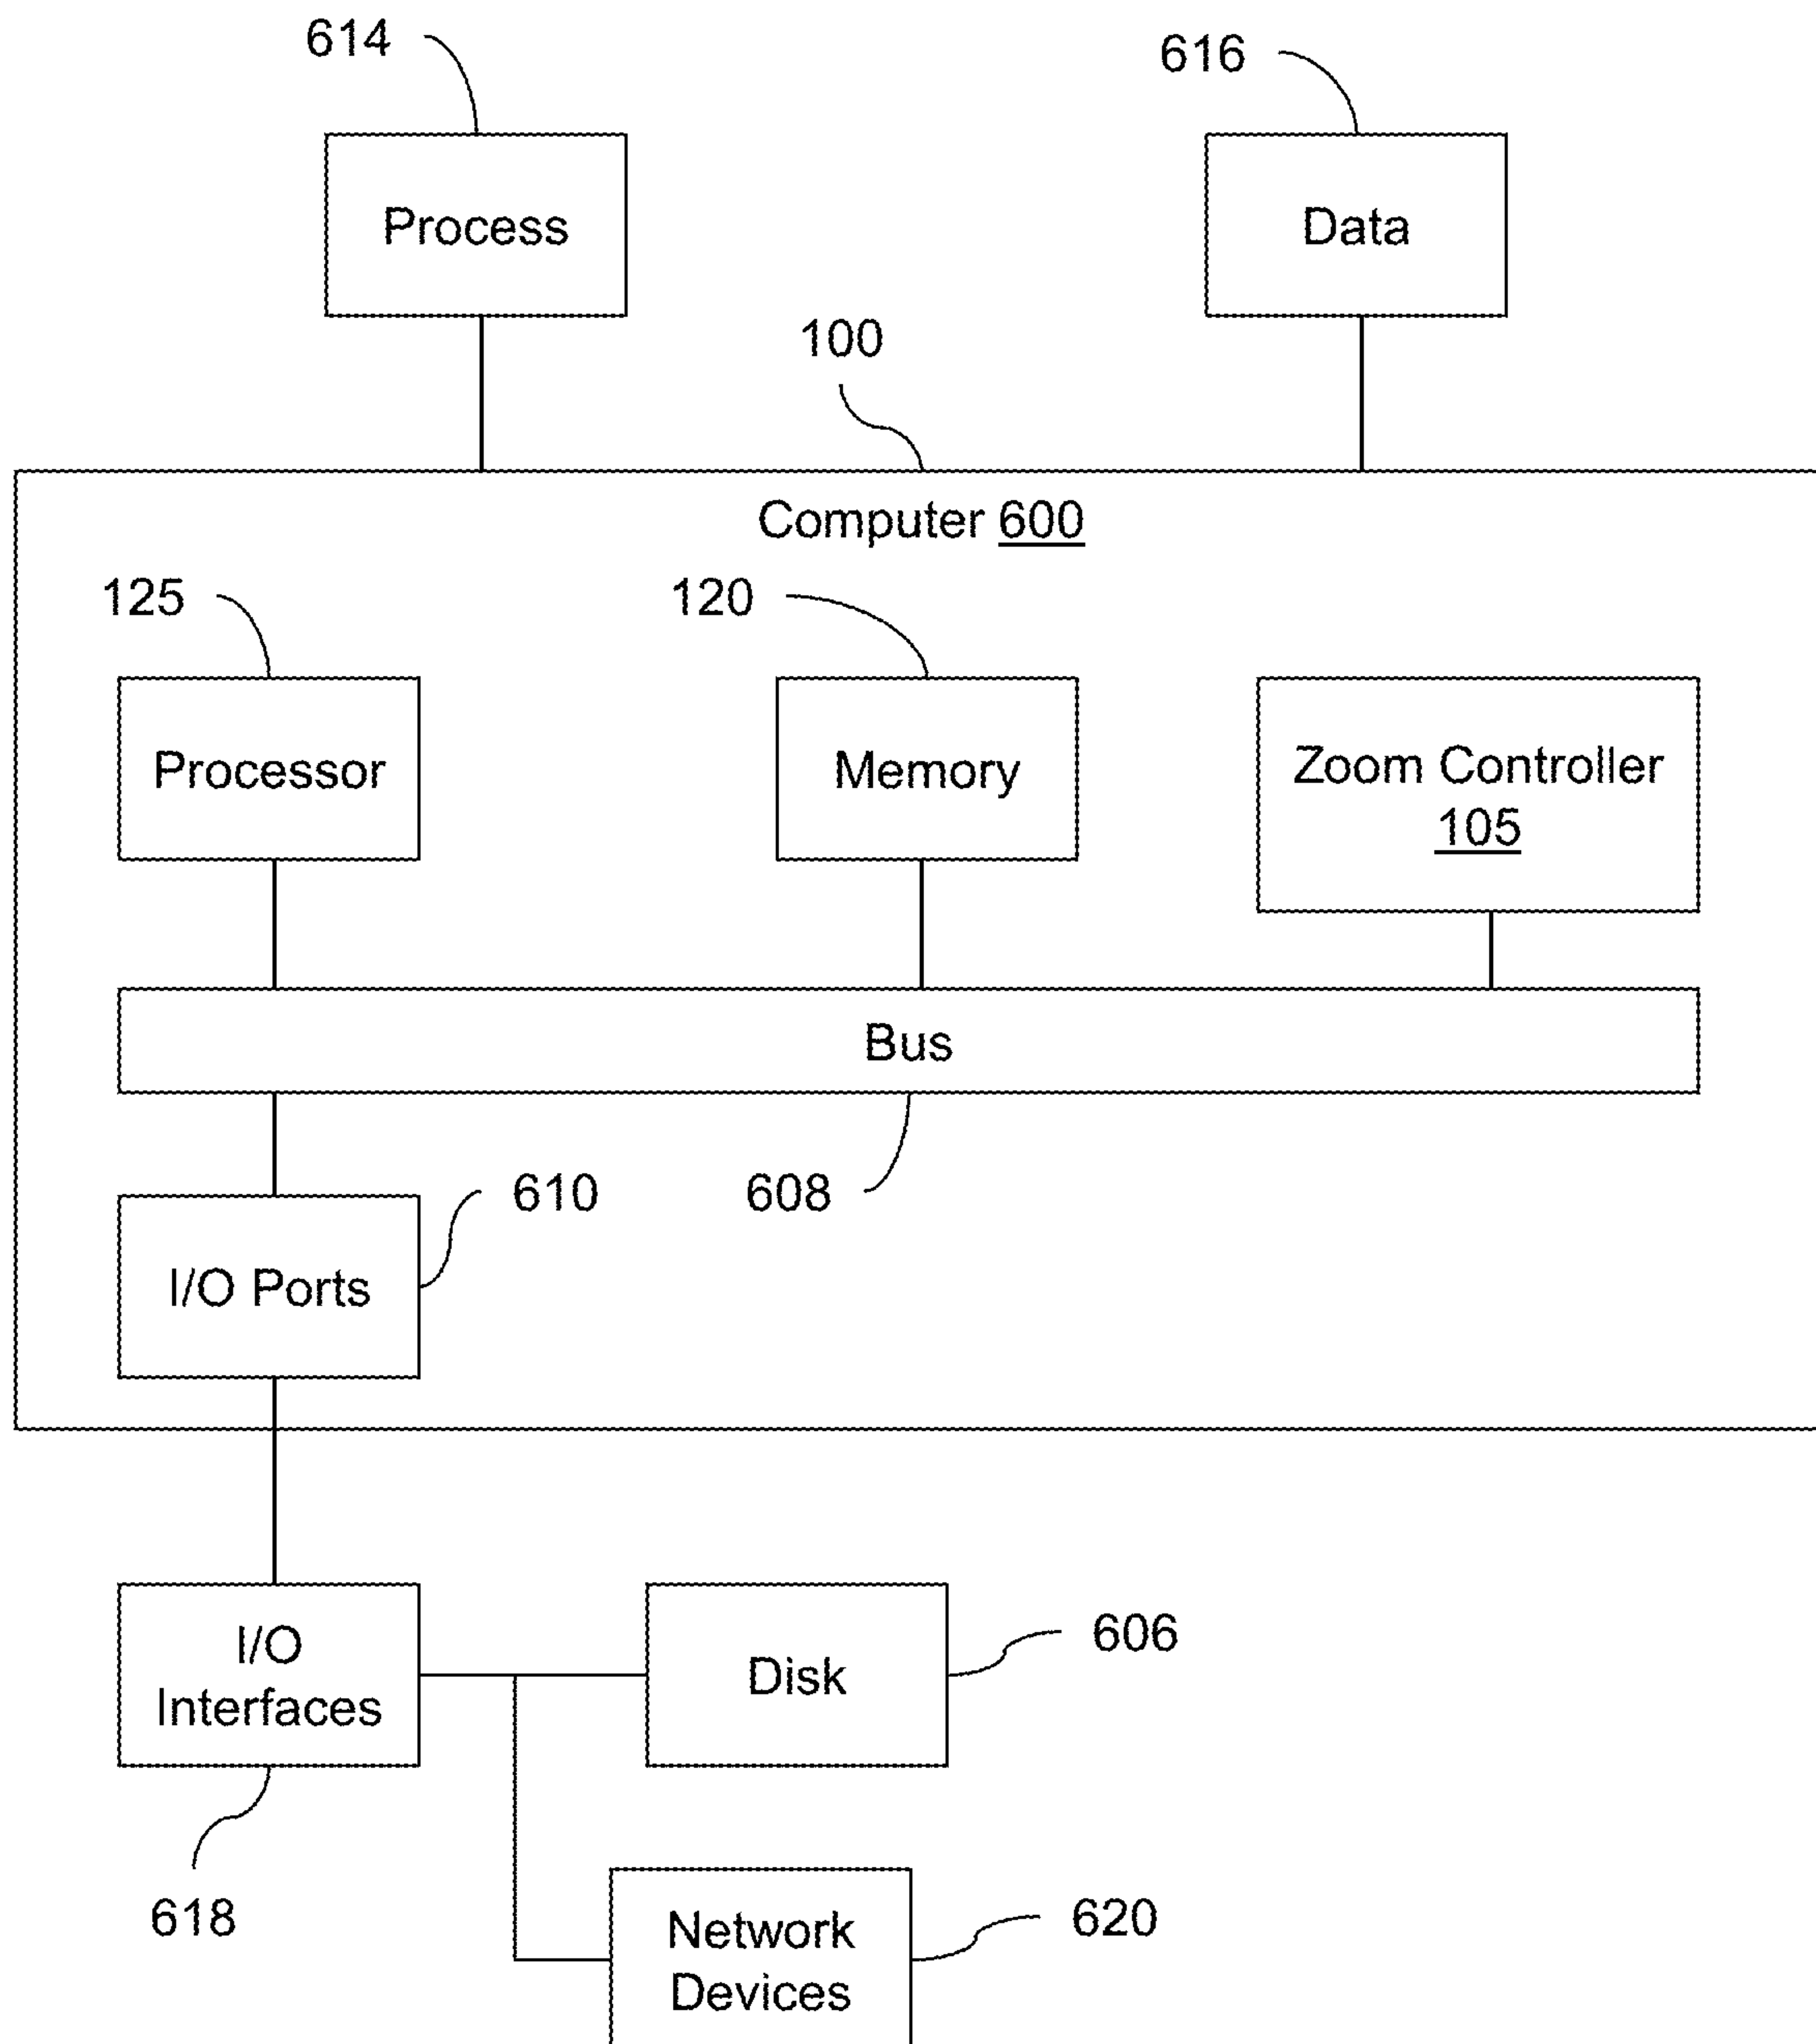 614
616
Process
Data
100
Computer 600
125
120
Processor
Memory
Zoom Controller
105
Bus
610
608
I/O Ports
I/O
Interfaces
Disk
606
618
Network
Devices
620